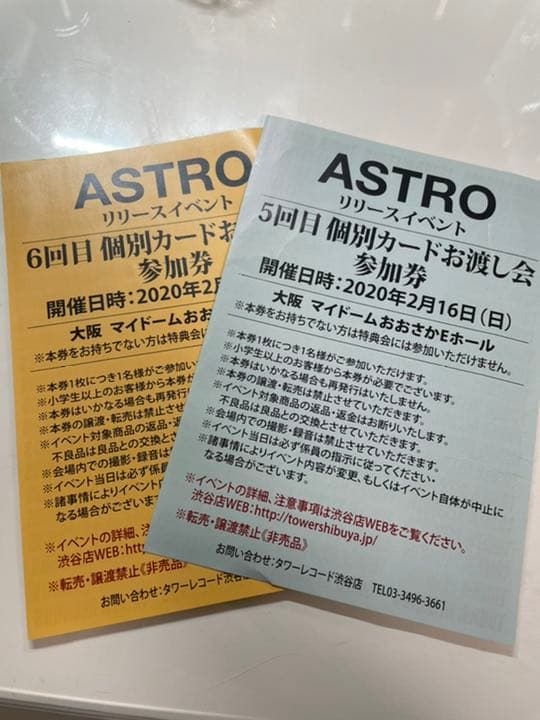 ASTRO
リリースイベント
6回目 個別カードお
参加券
開催日時：2020年2月
大阪 マイドームおお
※本券をお持ちでない方は特典会
※本券1枚につき1名様がご参加い
※小学生以上のお客様から本券が
※本券はいかなる場合も再発行
※本券の譲渡・転売は禁止させ
※イベント対象商品の返品・返
不良品は良品との交換とさ
※会場内での撮影・録音は禁
※イベント当日は必ず係員の
※諸事情によりイベント内
なる場合がございます。
※イベントの詳細、注
渋谷店WEB：htt
※転売・譲渡禁止《非売品》
お問い合わせ：タワーレコード渋谷
ASTRO
リリースイベント
5回目 個別カードお渡し会
参加券
開催日時：2020年2月16日（日）
大阪 マイドームおおさかEホール
※本券をお持ちでない方は特典会には参加いただけません。
※本券1枚につき1名様がご参加いただけます。
※小学生以上のお客様から本券が必要でございます。
※本券はいかなる場合も再発行はいたしません。
※本券の譲渡・転売は禁止させていただきます。
※イベント対象商品の返品・返金はお断りいたします。
不良品は良品との交換とさせていただきます。
※会場内での撮影・録音は禁止させていただきます。
※イベント当日は必ず係員の指示に従ってください・
※諸事情によりイベント内容が変更、もしくはイベント自体が中止に
なる場合がございます。
※イベントの詳細、注意事項は渋谷店WEBをご覧ください。
渋谷店WEB：http://towershibuya.jp/
※転売・譲渡禁止《非売品》
お問い合わせ：タワーレコード渋谷店 TEL03-3496-3661